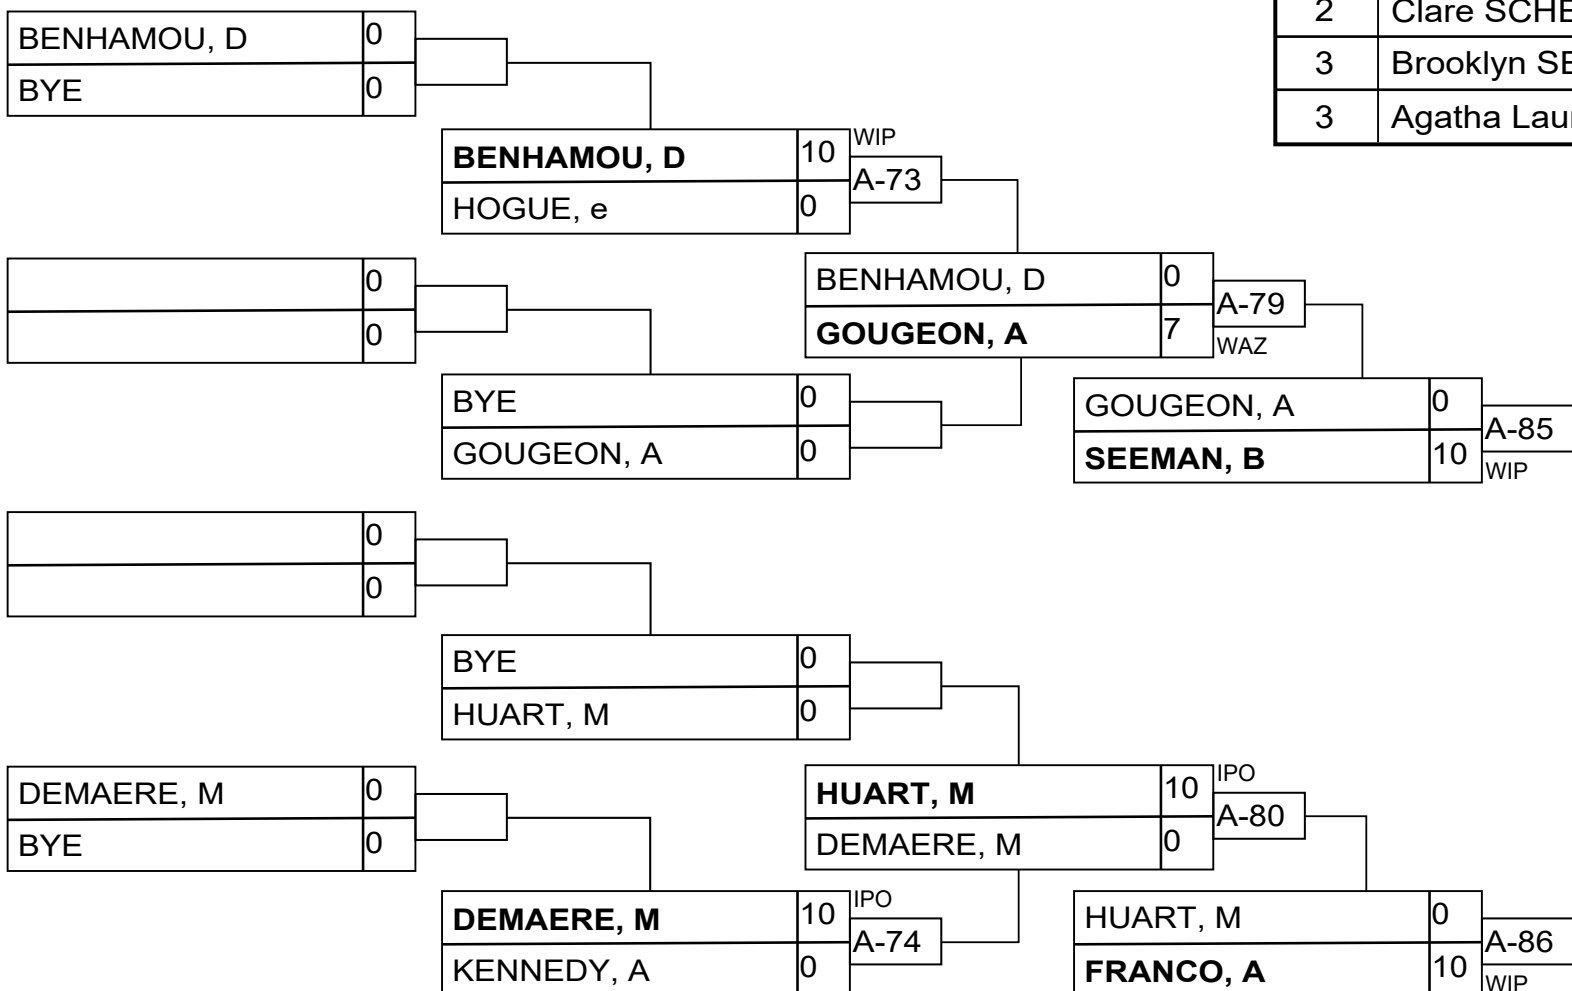 2 Clare
3 Brooklyn
3 Agatha
BENHAMOU, D 0
BYE 0
BENHAMOU, D 10 WIP
A-73
HOGUE, e 0
0
0
BENHAMOU, D 0
A-79
GOUGEON, A 7 WAZ
BYE 0
GOUGEON, A 0
GOUGEON, A 0
A-85
SEEMAN, B 10 WIP
0
0
BYE 0
HUART, M 0
DEMAERE, M 0
BYE 0
HUART, M 10 IPO
A-80
DEMAERE, M 0
DEMAERE, M 10 IPO
A-74
KENNEDY, A 0
HUART, M 0
A-86
FRANCO, A 10 WIP